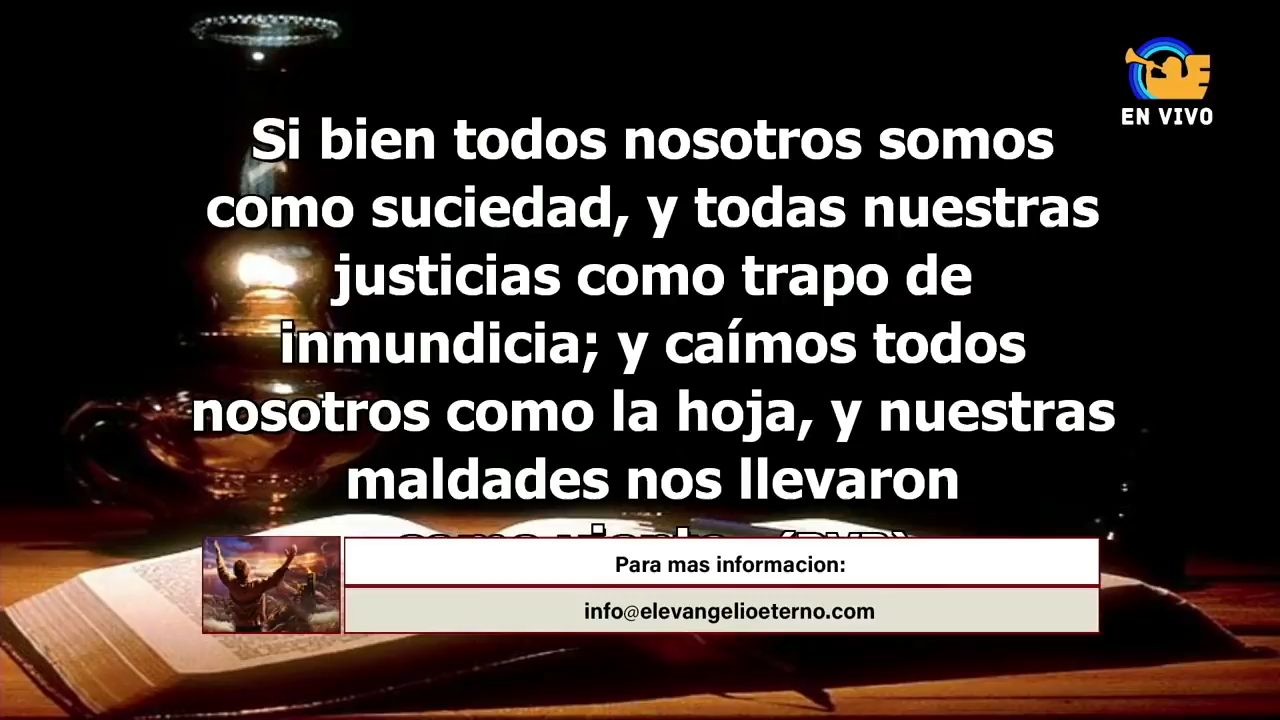 EN VIVO
Si bien todos nosotros somos
como suciedad, y todas nuestras
justicias como trapo de
inmundicia; y caímos todos
nosotros como la hoja, y nuestras
maldades nos llevaron
Para mas informacion:
info@elevangelioeterno.com